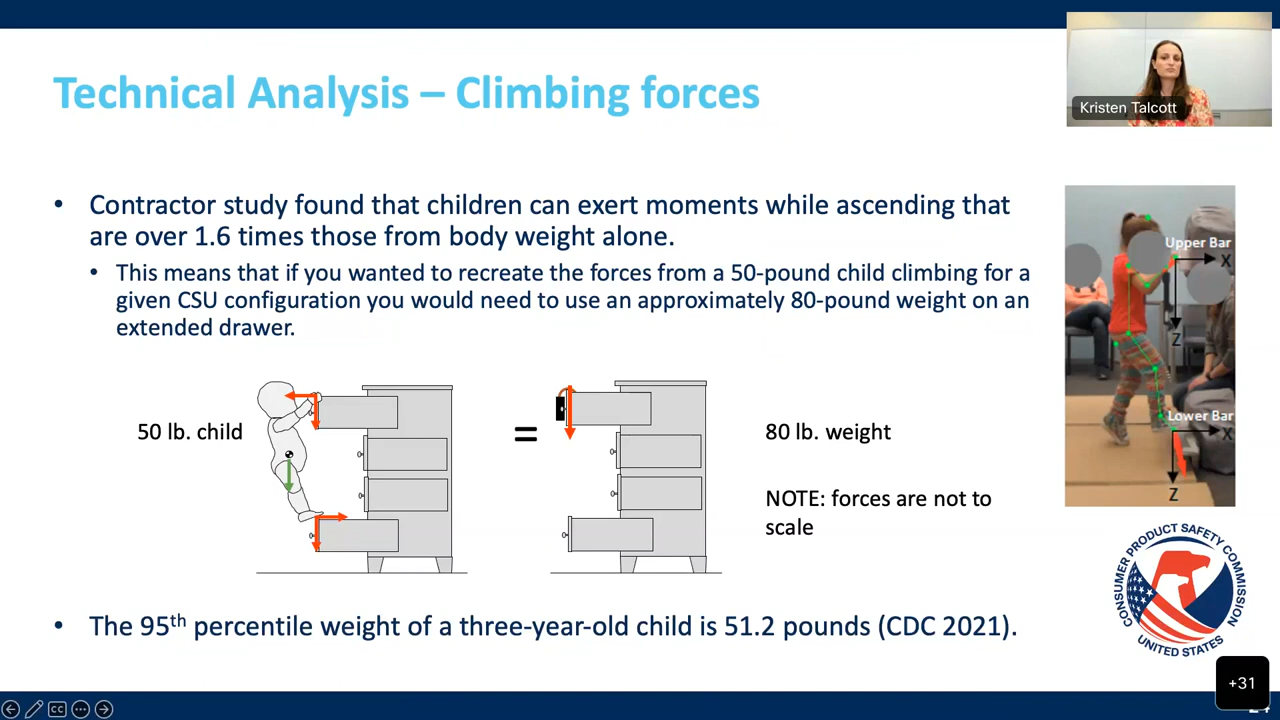 Technical Analysis – Climbing forces
Kristen Talcott
• Contractor study found that children can exert moments while ascending that
are over 1.6 times those from body weight alone.
• This means that if you wanted to recreate the forces from a 50-pound child climbing for a
given CSU configuration you would need to use an approximately 80-pound weight on an
extended drawer.
Upper Bar
X
Z
Lower Bar
X
Z
50 lb. child
=
80 lb. weight
NOTE: forces are not to
scale
CONSUMER PRODUCT SAFETY COMMISSION
UNITED STATES
• The 95th percentile weight of a three-year-old child is 51.2 pounds (CDC 2021).
+31
CC